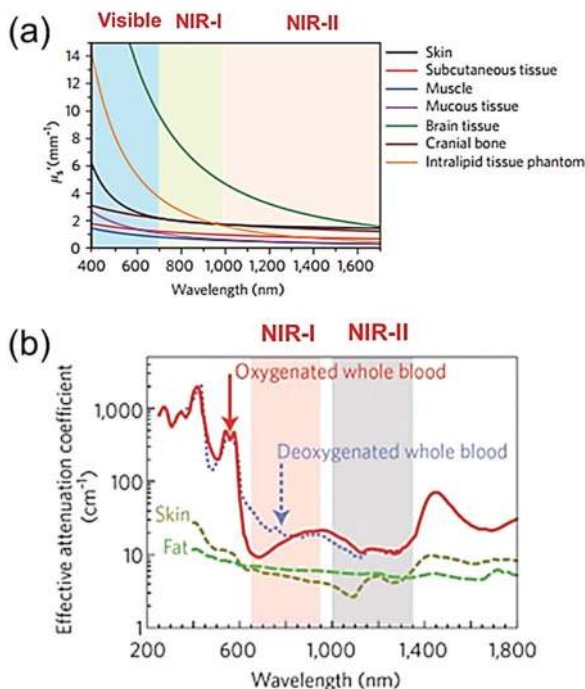 (a)
Visible NIR-I NIR-II
14
12
10
8
6
4
2
0
μs'(mm-1)
400 600 800 1,000 1,200 1,400 1,600
Wavelength (nm)
Skin
Subcutaneous tissue
Muscle
Mucous tissue
Brain tissue
Cranial bone
Intralipid tissue phantom
(b)
NIR-I NIR-II
Oxygenated whole blood
Deoxygenated whole blood
Skin
Fat
1,000
100
10
1
Effective attenuation coefficient
(cm-1)
200 600 1,000 1,400 1,800
Wavelength (nm)